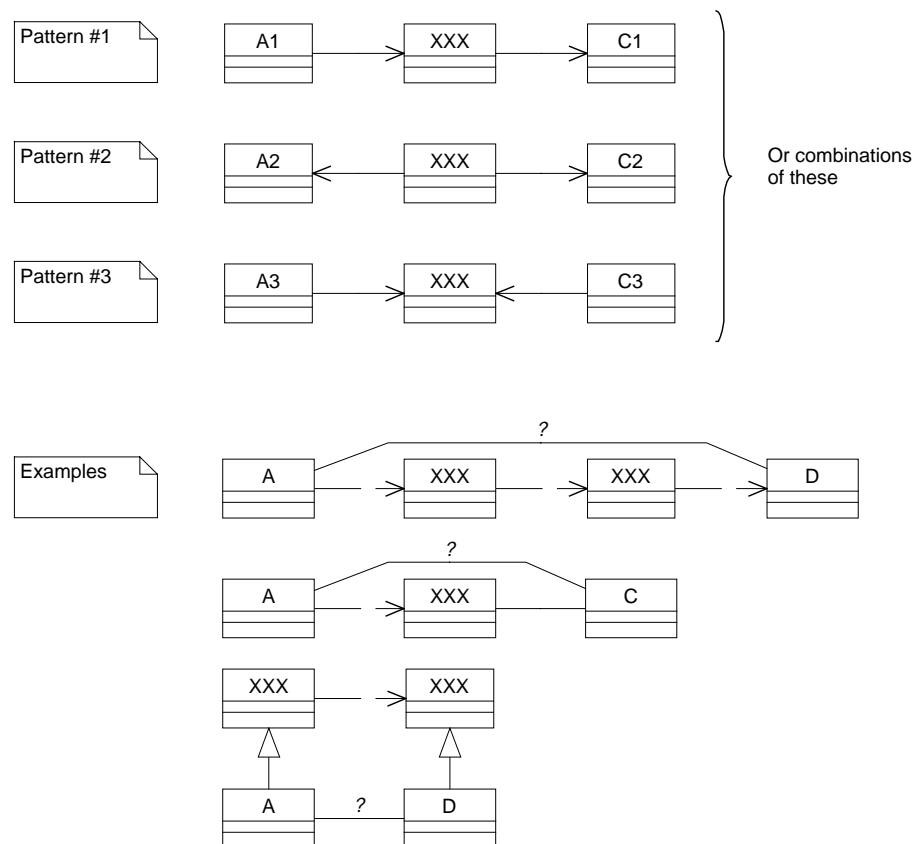 Pattern #1
A1 XXX C1
Pattern #2
A2 XXX C2
Or combinations
of these
Pattern #3
A3 XXX C3
?
Examples
A XXX XXX D
?
A XXX C
XXX XXX
A ? D